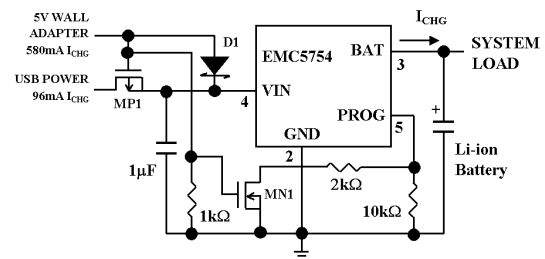 5V WALL
ADAPTER
580mA I_CHG
USB POWER
96mA I_CHG
MP1
D1
EMC5754
BAT
VIN
PROG
GND
4
3
5
2
I_CHG
SYSTEM
LOAD
+
Li-ion
Battery
1μF
1kΩ
MN1
2kΩ
10kΩ